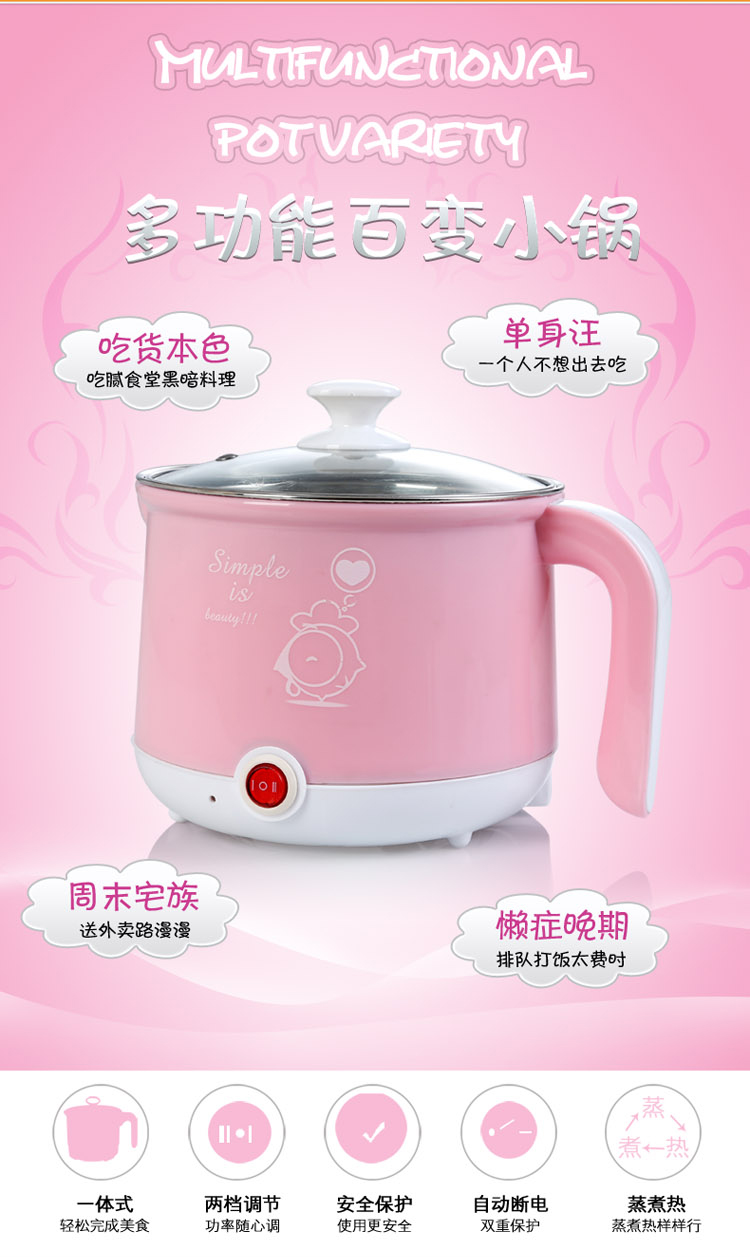 MULTIFUNCTIONAL
POT VARIETY
多功能百变小锅
吃货本色
吃腻食堂黑暗料理
单身汪
一个人不想出去吃
Simple
is
beauty!!!
I O II
周末宅族
送外卖路漫漫
懒症晚期
排队打饭太费时
蒸
煮←热
一体式
轻松完成美食
两档调节
功率随心调
安全保护
使用更安全
自动断电
双重保护
蒸煮热
蒸煮热样样行